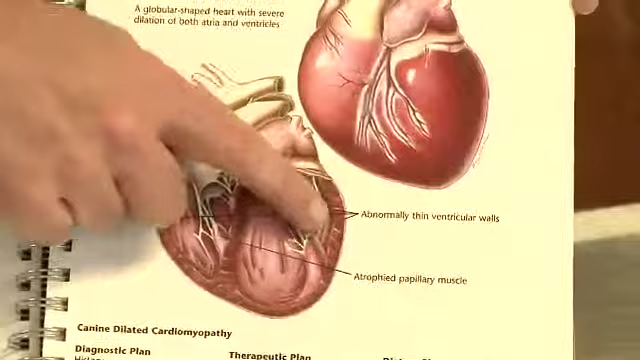 A globular-shaped heart with severe
dilation of both atria and ventricles
Abnormally thin ventricular walls
Atrophied papillary muscle
Canine Dilated Cardiomyopathy
Diagnostic Plan
Therapeutic Plan